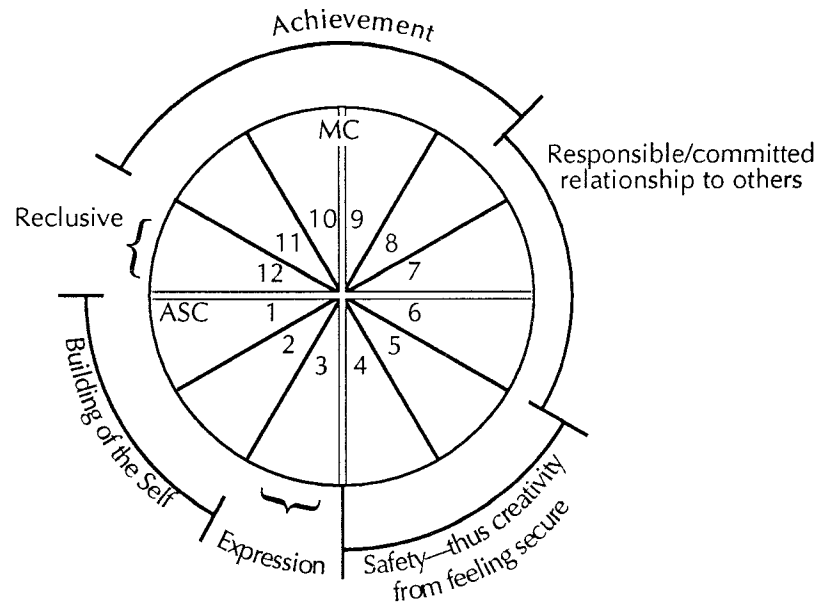 Achievement
MC
Responsible/committed
relationship to others
Reclusive
10 9
11 8
12 7
ASC 1 6
2 5
3 4
Building of the Self
Expression
Safety—thus creativity
from feeling secure